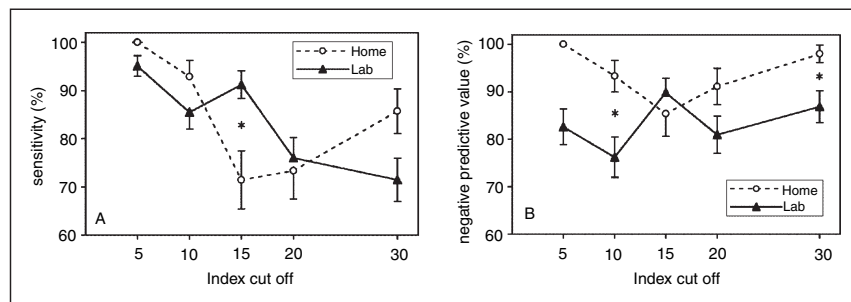 100
90
80
70
60
sensitivity (%)
Home
Lab
*
A
5
10
15
20
30
Index cut off
100
90
80
70
60
negative predictive value (%)
*
*
Home
Lab
B
5
10
15
20
30
Index cut off